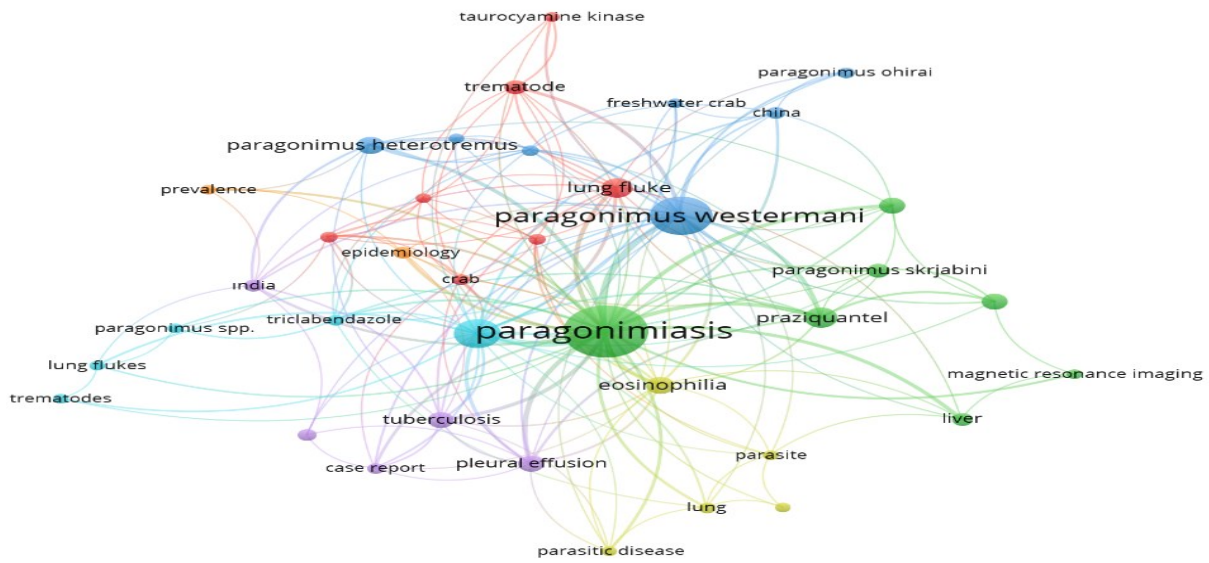 taurocyamine kinase
paragonimus ohirai
trematode
freshwater crab
china
paragonimus heterotremus
prevalence
lung fluke
paragonimus westermani
epidemiology
paragonimus skrjabini
crab
india
triclabendazole
praziquantel
paragonimus spp.
paragonimiasis
lung flukes
magnetic resonance imaging
eosinophilia
trematodes
tuberculosis
liver
parasite
pleural effusion
case report
lung
parasitic disease